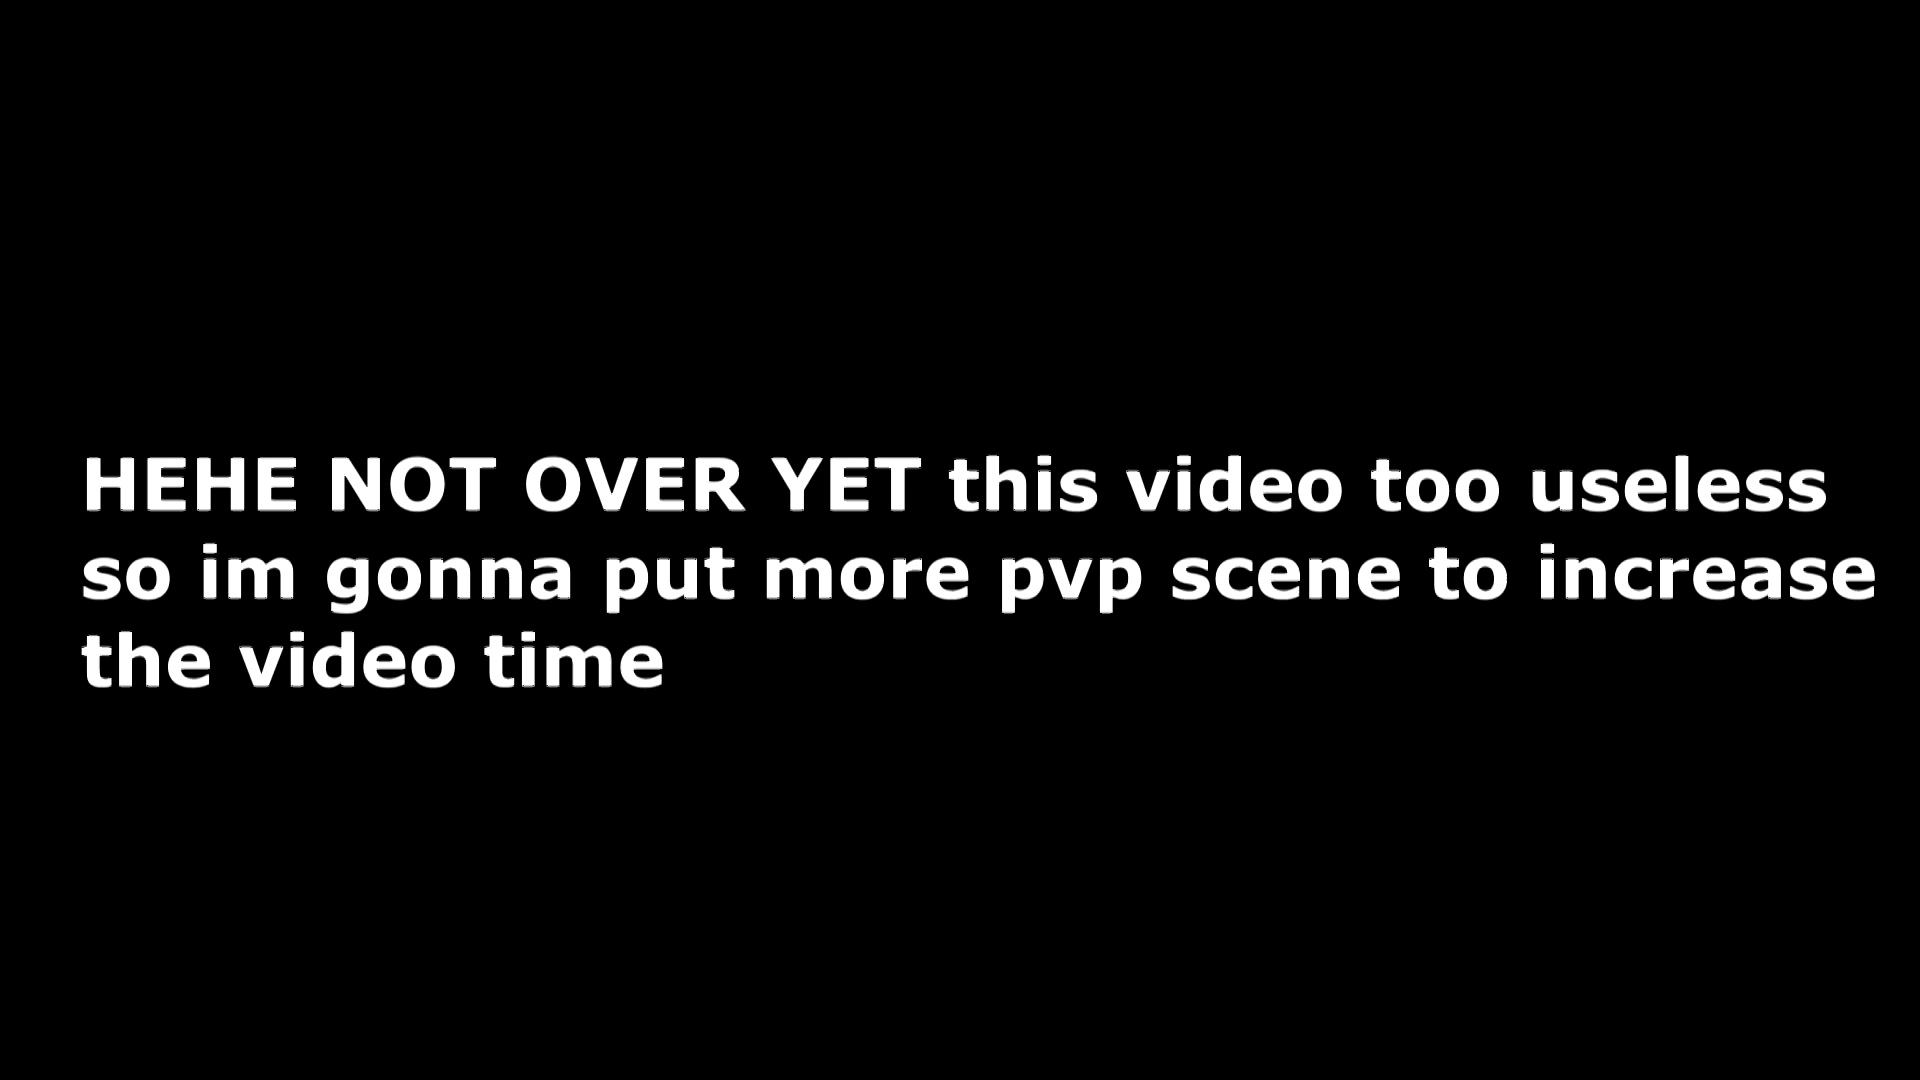 HEHE NOT OVER YET this video too useless
so im gonna put more pvp scene to increase
the video time